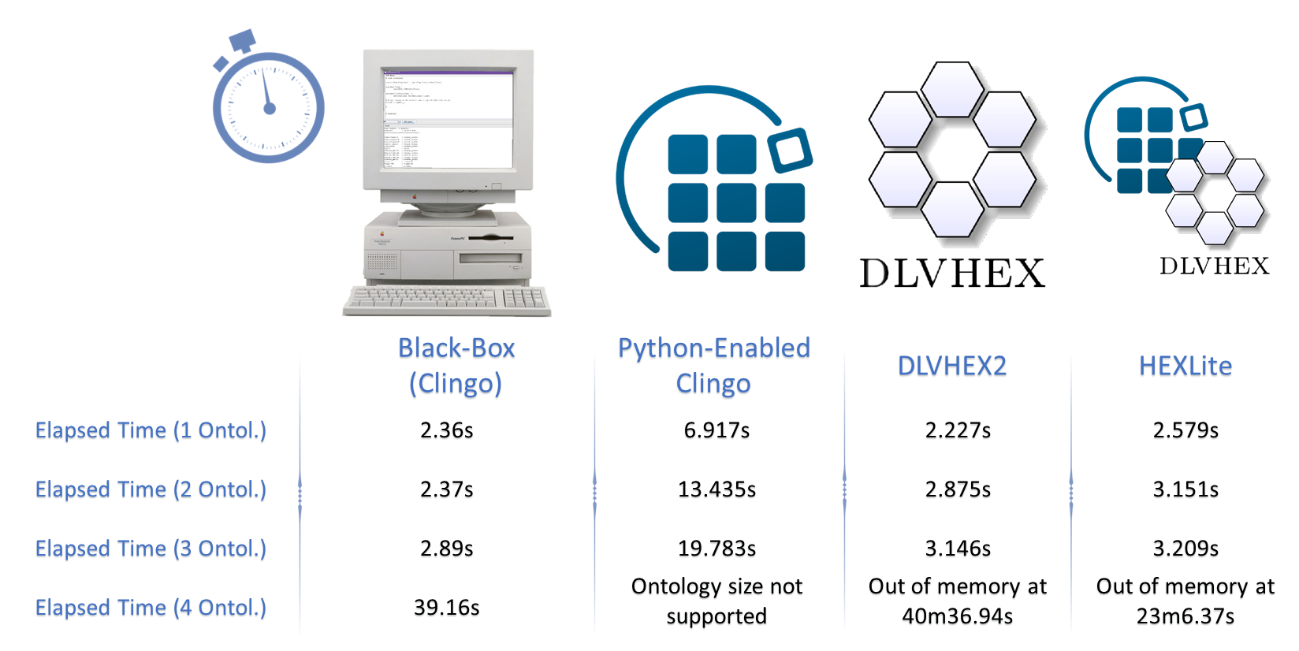 DLVHEX
DLVHEX
Black-Box
(Clingo)
Python-Enabled
Clingo
DLVHEX2
HEXLite
Elapsed Time (1 Ontol.) 2.36s 6.917s 2.227s 2.579s
Elapsed Time (2 Ontol.) 2.37s 13.435s 2.875s 3.151s
Elapsed Time (3 Ontol.) 2.89s 19.783s 3.146s 3.209s
Elapsed Time (4 Ontol.) 39.16s
Ontology size not
supported
Out of memory at
40m36.94s
Out of memory at
23m6.37s